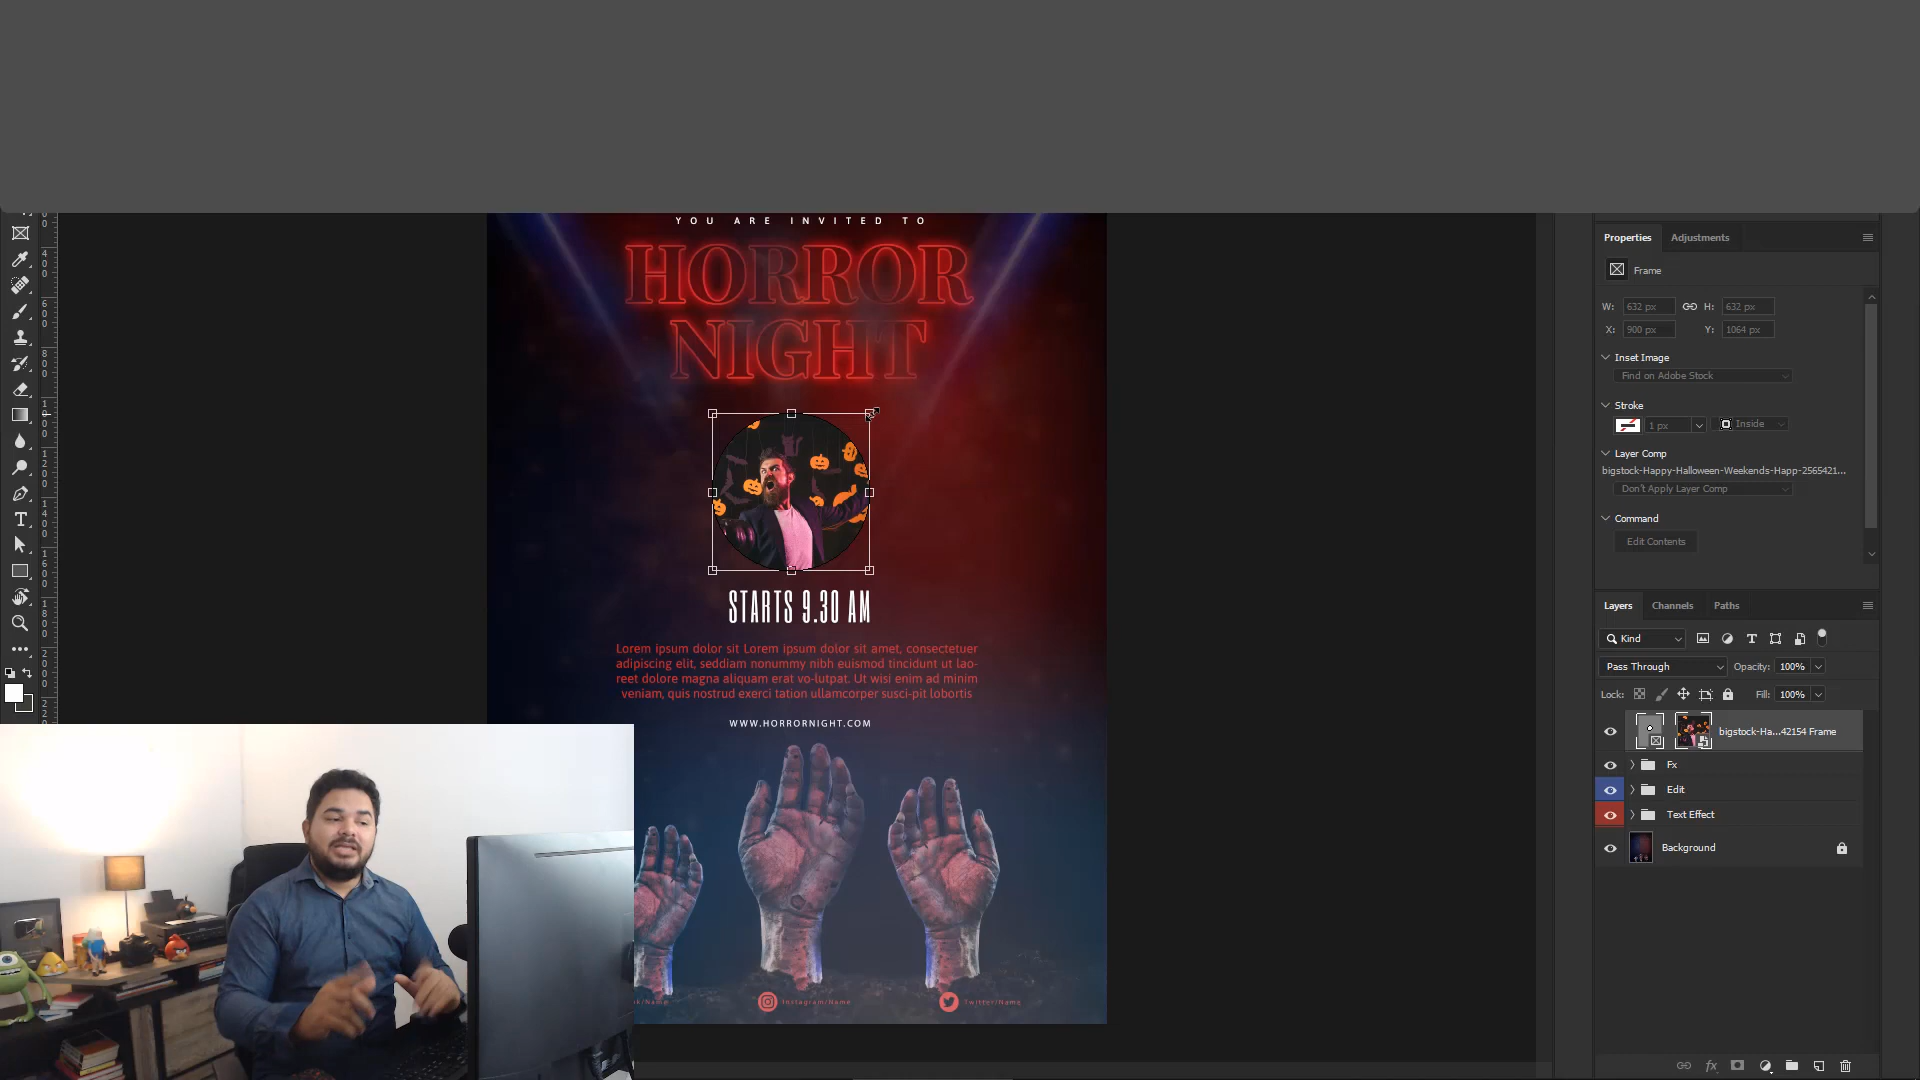 YOU ARE INVITED TO
HORROR
NIGHT
STARTS 9.30 AM
Lorem ipsum dolor sit Lorem ipsum dolor sit amet, consectetuer
adipiscing elit, seddiam nonummy nibh euismod tincidunt ut lao-
reet dolore magna aliquam erat vo-lutpat. Ut wisi enim ad minim
veniam, quis nostrud exerci tation ullamcorper susci-pit lobortis
WWW.HORRORNIGHT.COM
Instagram/Name
Twitter/Name
Properties
Adjustments
Frame
W: 632 px
H: 632 px
X: 900 px
Y: 1064 px
Inset Image
Find on Adobe Stock
Stroke
1 px
Inside
Layer Comp
bigstock-Happy-Halloween-Weekends-Happ-2565421...
Don't Apply Layer Comp
Command
Edit Contents
Layers
Channels
Paths
Kind
Pass Through
Opacity: 100%
Lock:
Fill: 100%
bigstock-Ha...42154 Frame
Fx
Edit
Text Effect
Background